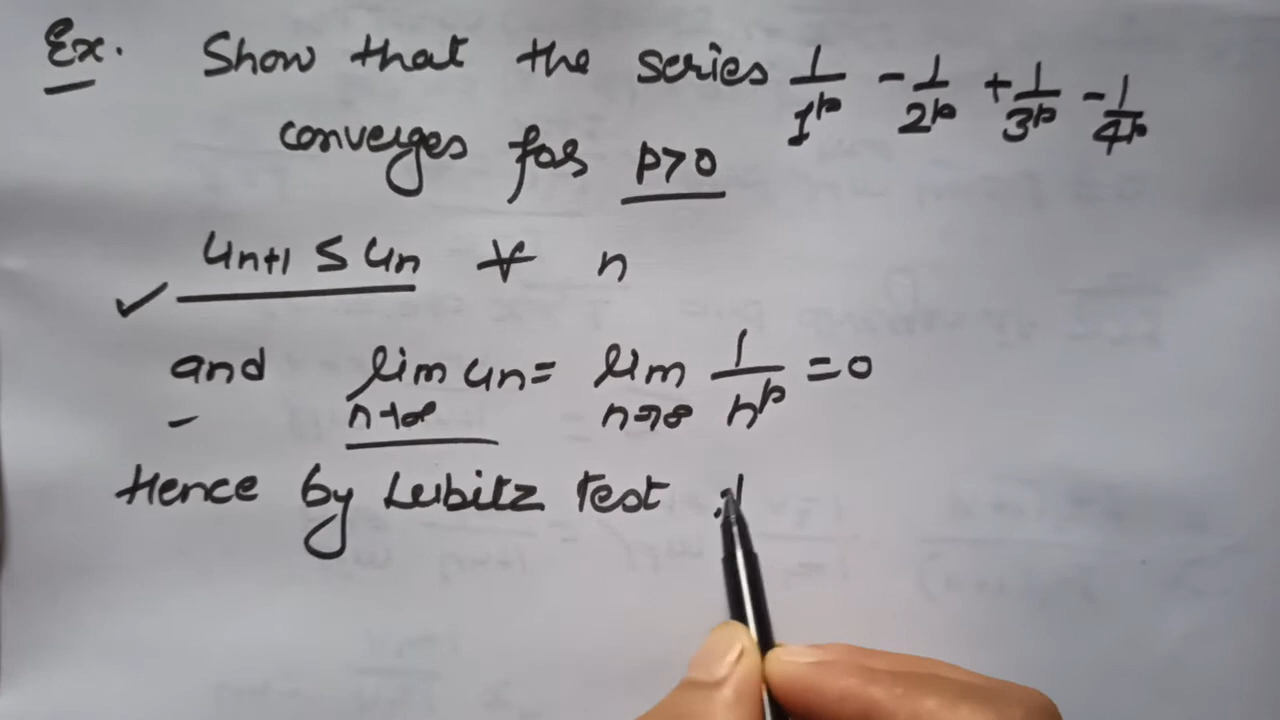 Ex. Show that the series 1/1^p - 1/2^p + 1/3^p - 1/4^p
converges for p>0
un+1 ≤ un ∀ n
and lim n→∞ un = lim n→∞ 1/n^p = 0
Hence by Leibitz test